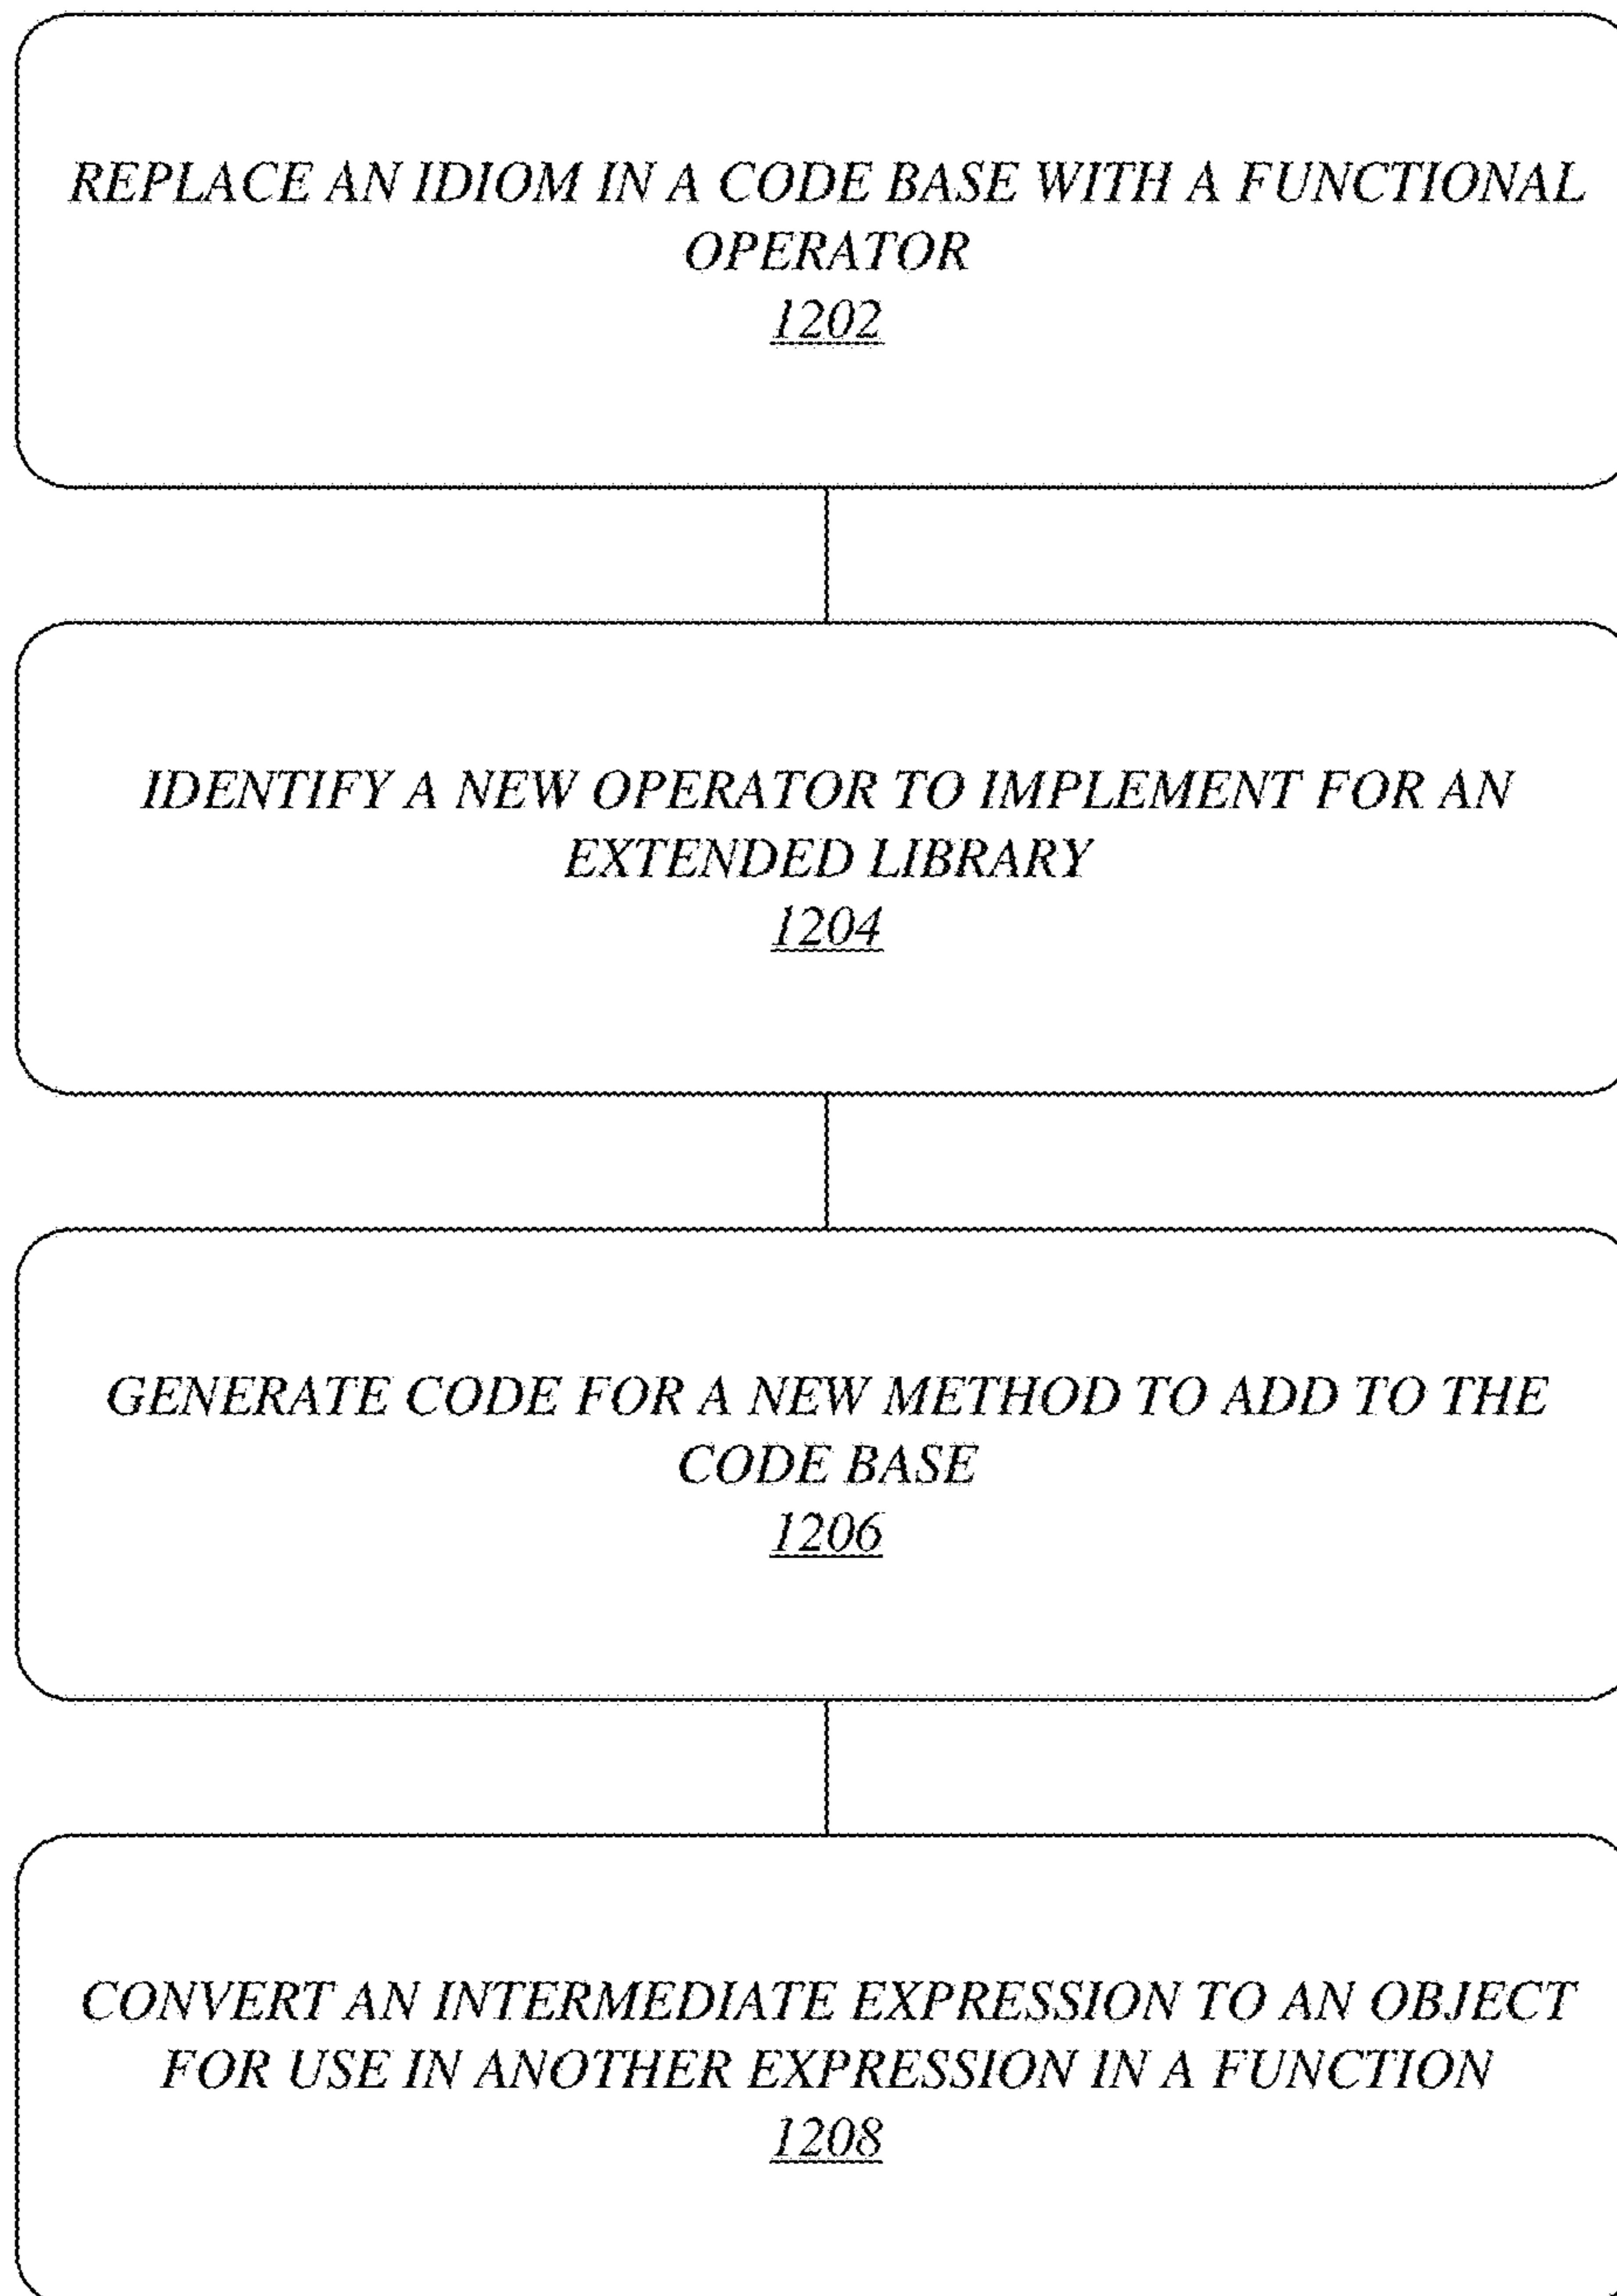 REPLACE AN IDIOM IN A CODE BASE WITH A FUNCTIONAL
OPERATOR
1202
IDENTIFY A NEW OPERATOR TO IMPLEMENT FOR AN
EXTENDED LIBRARY
1204
GENERATE CODE FOR A NEW METHOD TO ADD TO THE
CODE BASE
1206
CONVERT AN INTERMEDIATE EXPRESSION TO AN OBJECT
FOR USE IN ANOTHER EXPRESSION IN A FUNCTION
1208